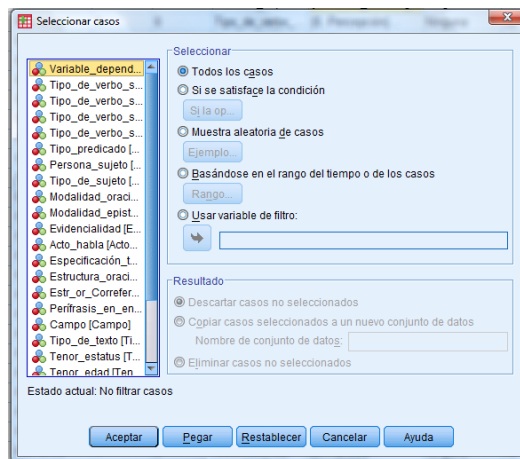 Seleccionar casos
Variable_depend...
Tipo_de_verbo_s...
Tipo_de_verbo_s...
Tipo_de_verbo_s...
Tipo_de_verbo_s...
Tipo_predicado [...
Persona_sujeto [...
Tipo_de_sujeto [...
Modalidad_oraci...
Modalidad_epist...
Evidencialidad [E...
Acto_habla [Acto...
Especificación_t...
Estructura_oraci...
Estr_or_Correfer...
Perífrasis_en_en...
Campo [Campo]
Tipo_de_texto [Ti...
Tenor_estatus [T...
Tenor_edad [Ten...
Seleccionar
Todos los casos
Si se satisface la condición
Si la op...
Muestra aleatoria de casos
Ejemplo...
Basándose en el rango del tiempo o de los casos
Rango...
Usar variable de filtro:
Resultado
Descartar casos no seleccionados
Copiar casos seleccionados a un nuevo conjunto de datos
Nombre de conjunto de datos:
Eliminar casos no seleccionados
Estado actual: No filtrar casos
Aceptar Pegar Restablecer Cancelar Ayuda